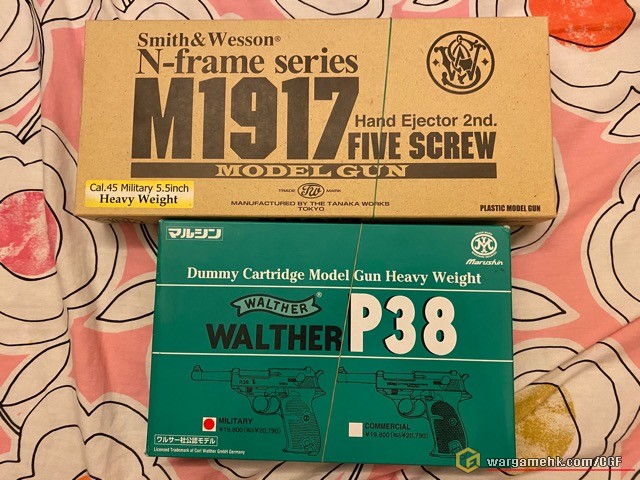 Smith & Wesson®
N-frame series
M1917
Hand Ejector 2nd.
FIVE SCREW
MODEL GUN
Cal.45 Military 5.5inch
Heavy Weight
TRADE MARK
MANUFACTURED BY THE TANAKA WORKS
TOKYO
PLASTIC MODEL GUN
マルシン
Marushin
Dummy Cartridge Model Gun Heavy Weight
WALTHER®
WALTHER P38
MILITARY
COMMERCIAL
ワルサー社公認モデル
Licensed Trademark of Carl Walther GmbH Germany
wargamehk.com/CGF